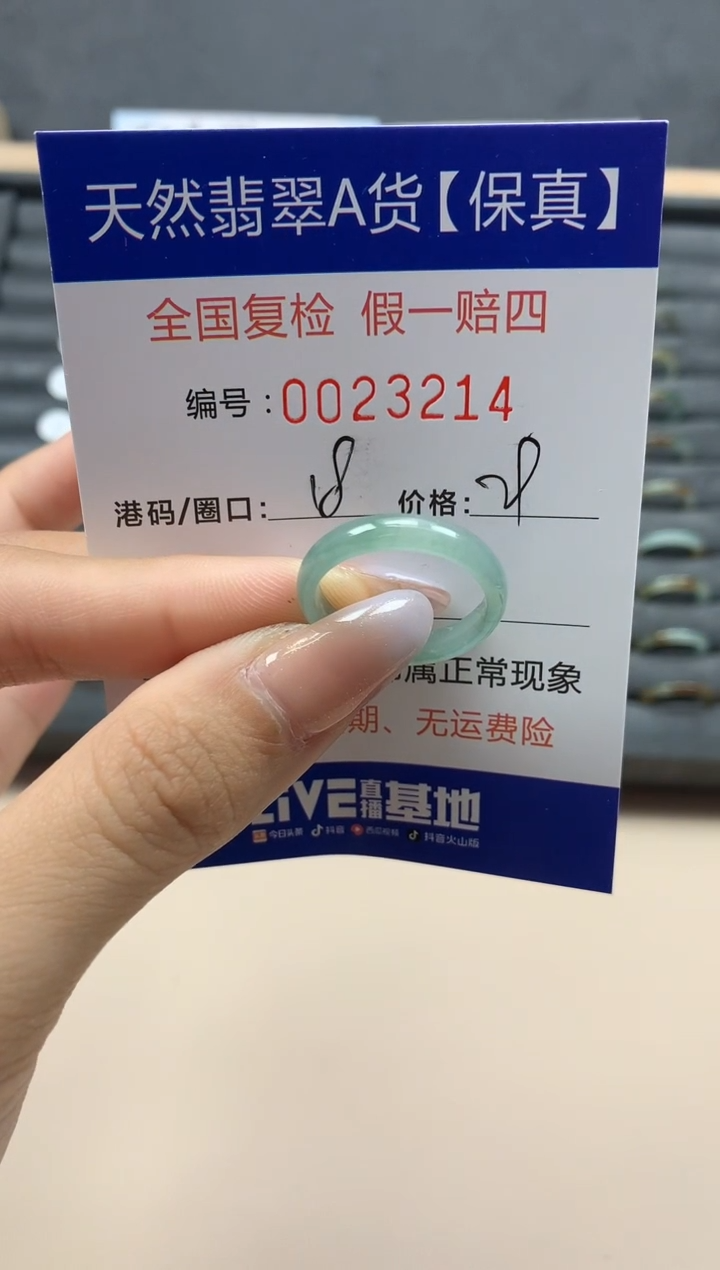 天然翡翠A货【保真】
全国复检 假一赔四
编号:0023214
港码/圈口: 18 价格:
属正常现象
期、无运费险
LIVE直播基地
今日头条 抖音 西瓜视频 抖音火山版